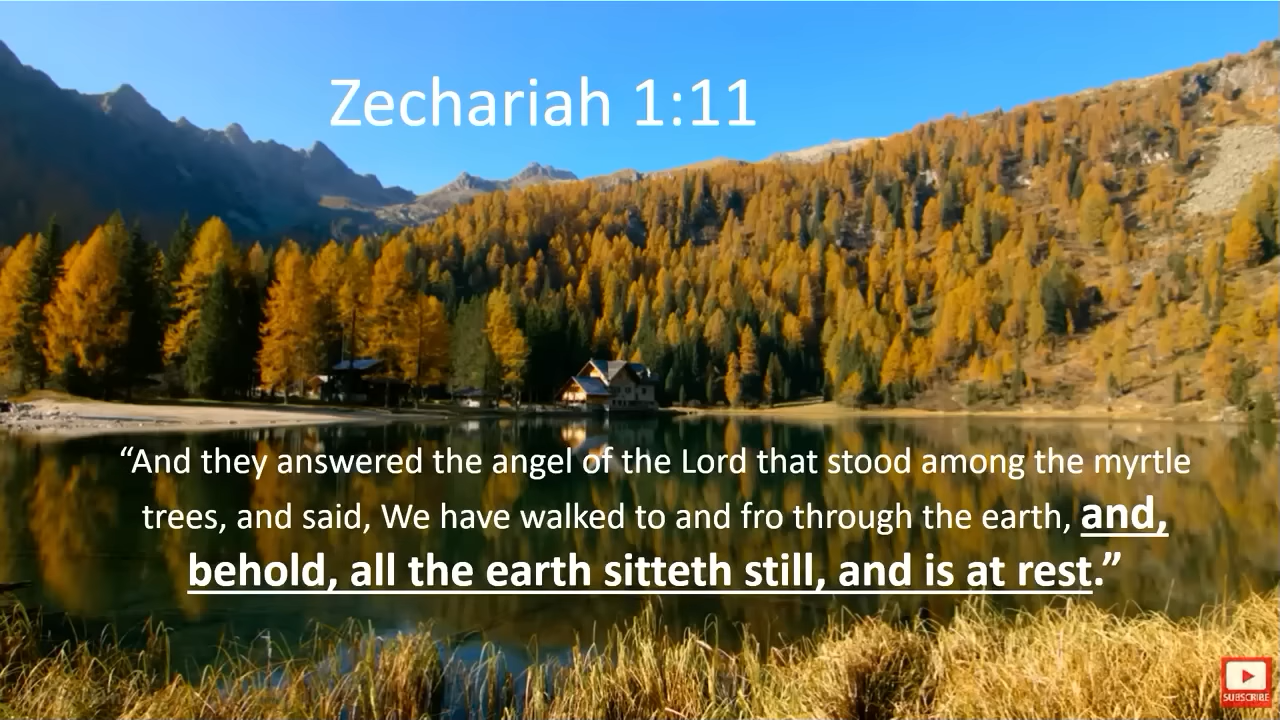 Zechariah 1:11
“And they answered the angel of the Lord that stood among the myrtle
trees, and said, We have walked to and fro through the earth, and,
behold, all the earth sitteth still, and is at rest.”
SUBSCRIBE